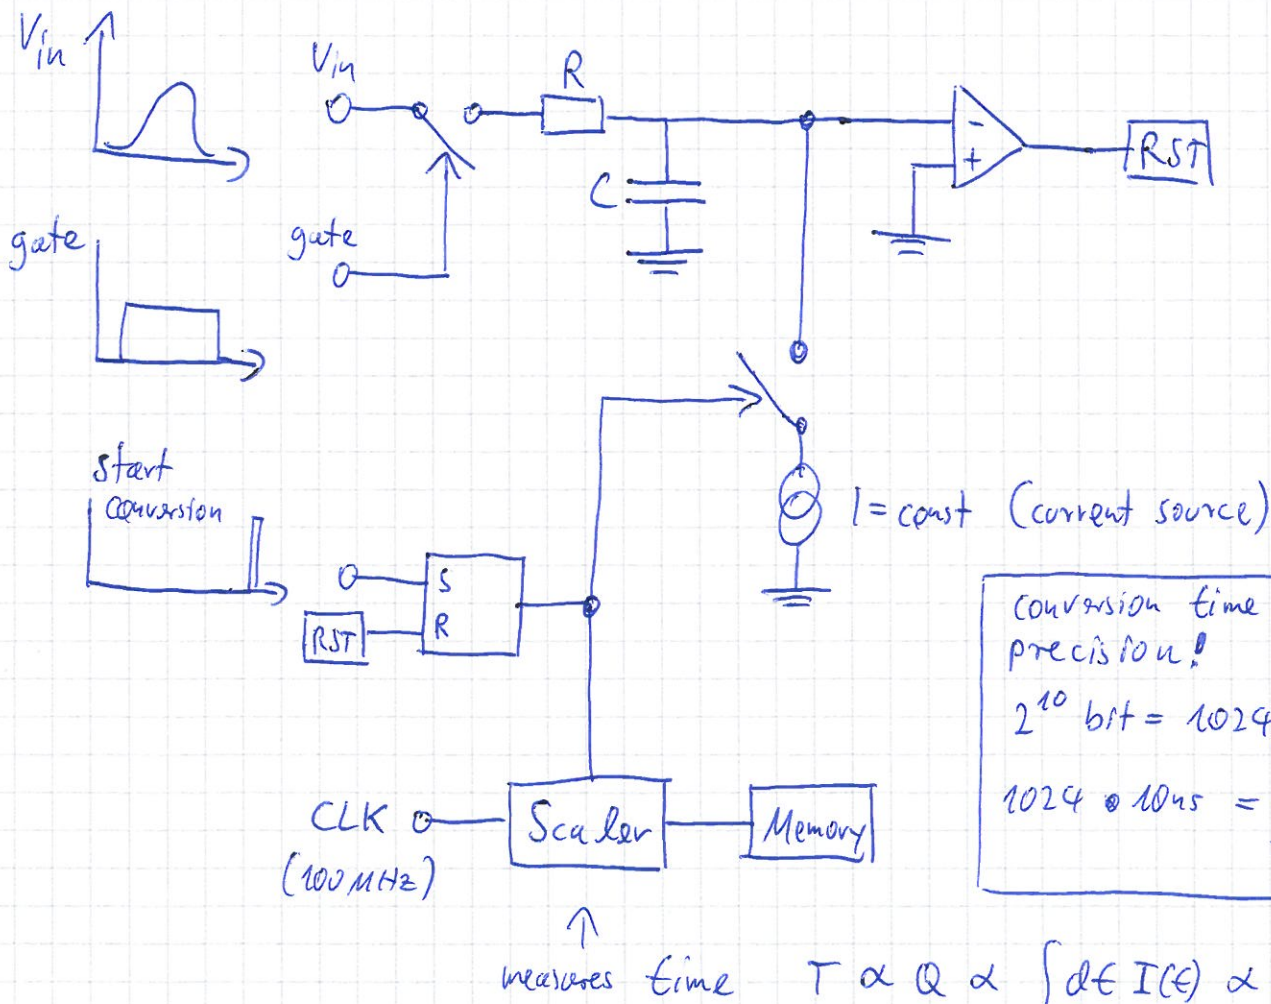 Vin
Vin
R
C
-
+
RST
gate
gate
start
conversion
S
R
RST
I = const (current source)
conversion time
precision!
2^10 bit = 1024
1024 • 10ns =
CLK
(100 MHz)
Scaler
Memory
↑
measures time T ∝ Q ∝ ∫dt I(t) ∝